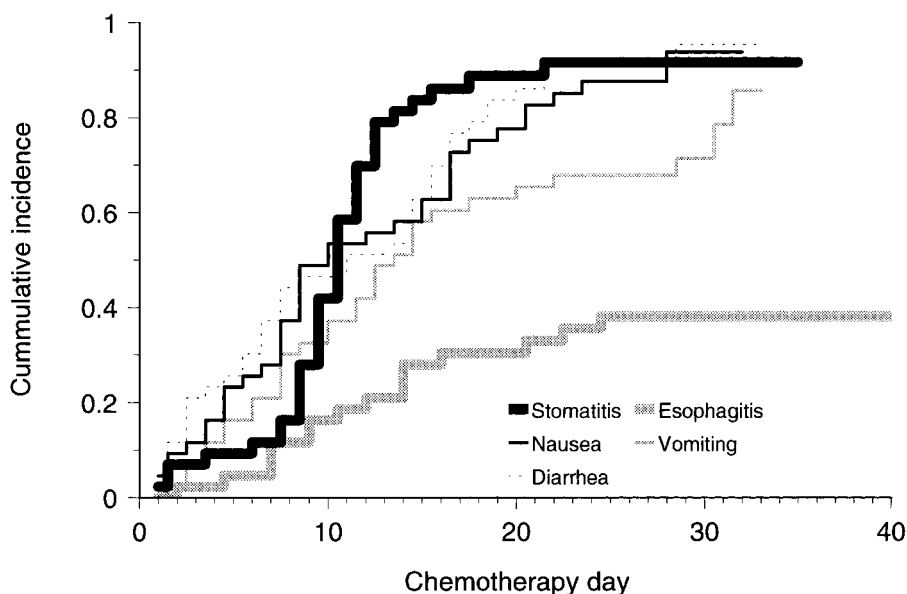 Cummulative incidence
1
0.8
0.6
0.4
0.2
0
Stomatitis Esophagitis
Nausea Vomiting
Diarrhea
0 10 20 30 40
Chemotherapy day